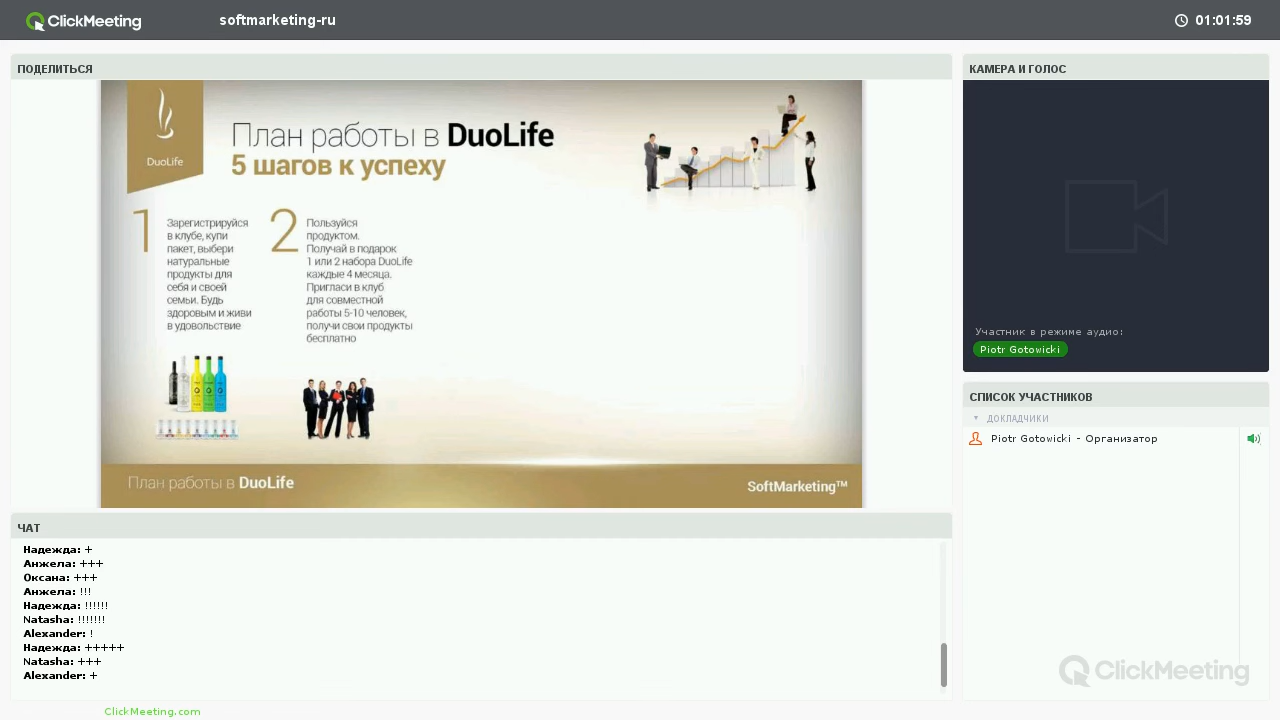 ClickMeeting
softmarketing-ru
01:01:59
ПОДЕЛИТЬСЯ
DuoLife
План работы в DuoLife
5 шагов к успеху
1
Зарегистрируйся
в клубе, купи
пакет, выбери
натуральные
продукты для
себя и своей
семьи. Будь
здоровым и живи
в удовольствие
2
Пользуйся
продуктом.
Получай в подарок
1 или 2 набора DuoLife
каждые 4 месяца.
Пригласи в клуб
для совместной
работы 5-10 человек,
получи свои продукты
бесплатно
План работы в DuoLife
SoftMarketing™
ЧАТ
Надежда: +
Анжела: +++
Оксана: +++
Анжела: !!!
Надежда: !!!!!!
Natasha: !!!!!!!
Alexander: !
Надежда: +++++
Natasha: +++
Alexander: +
ClickMeeting.com
КАМЕРА И ГОЛОС
Участник в режиме аудио:
Piotr Gotowicki
СПИСОК УЧАСТНИКОВ
ДОКЛАДЧИКИ
Piotr Gotowicki - Организатор
ClickMeeting